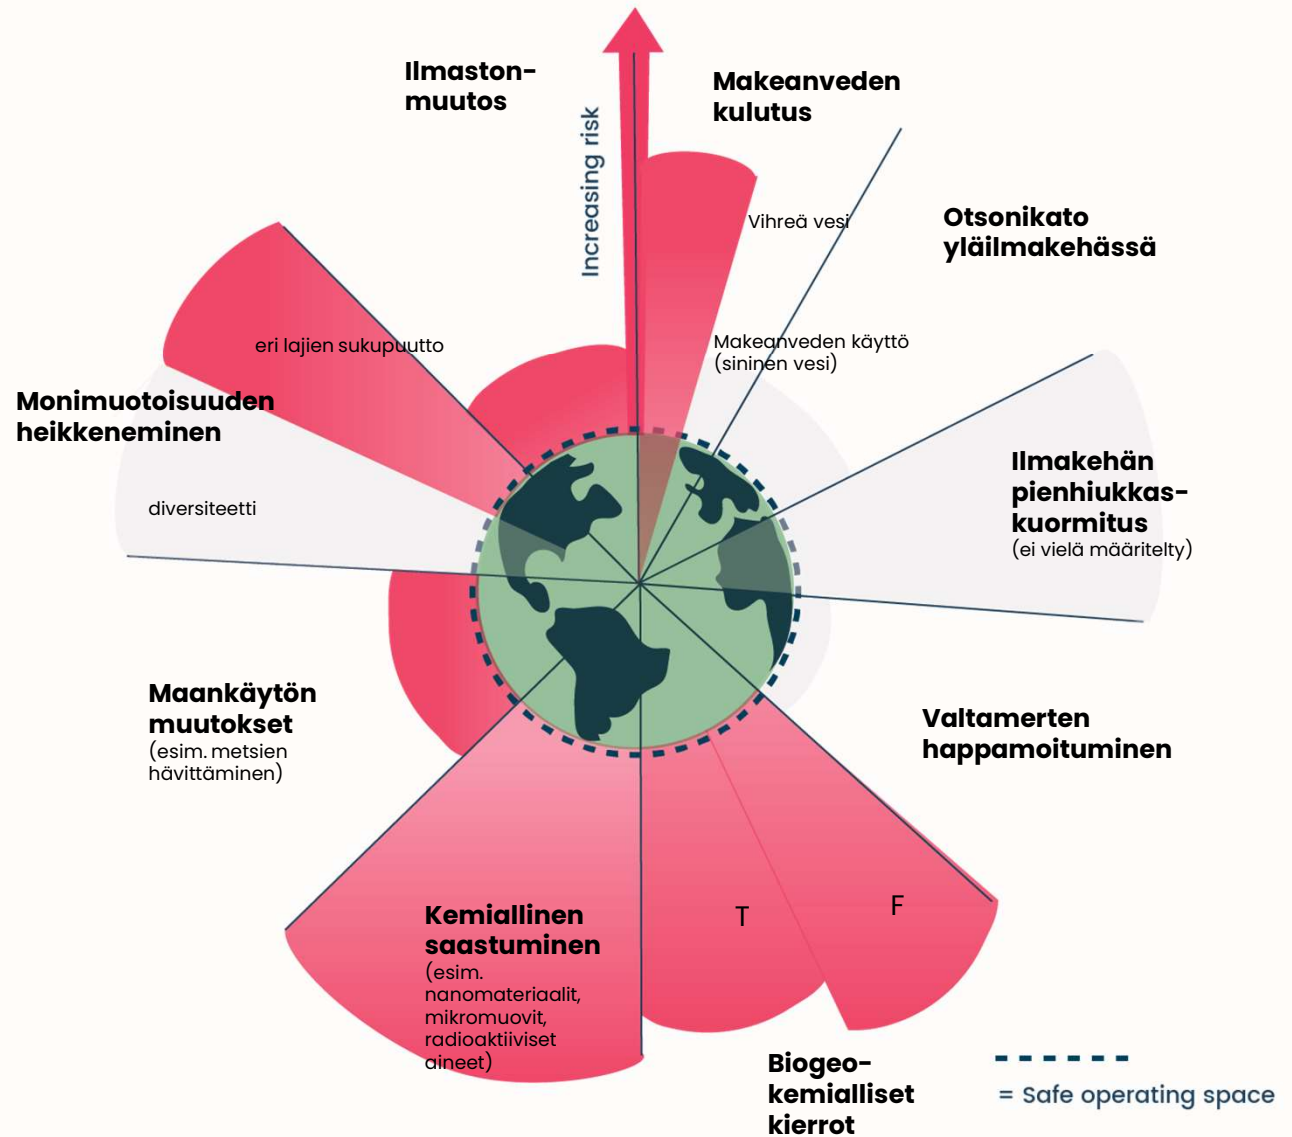 Ilmaston-
muutos
Increasing risk
Makeanveden
kulutus
Vihreä vesi
Makeanveden käyttö
(sininen vesi)
Otsonikato
yläilmakehässä
Ilmakehän
pienhiukkas-
kuormitus
(ei vielä määritelty)
Valtamerten
happamoituminen
F
T
Biogeo-
kemialliset
kierrot
Kemiallinen
saastuminen
(esim.
nanomateriaalit,
mikromuovit,
radioaktiiviset
aineet)
Maankäytön
muutokset
(esim. metsien
hävittäminen)
Monimuotoisuuden
heikkeneminen
eri lajien sukupuutto
diversiteetti
= Safe operating space